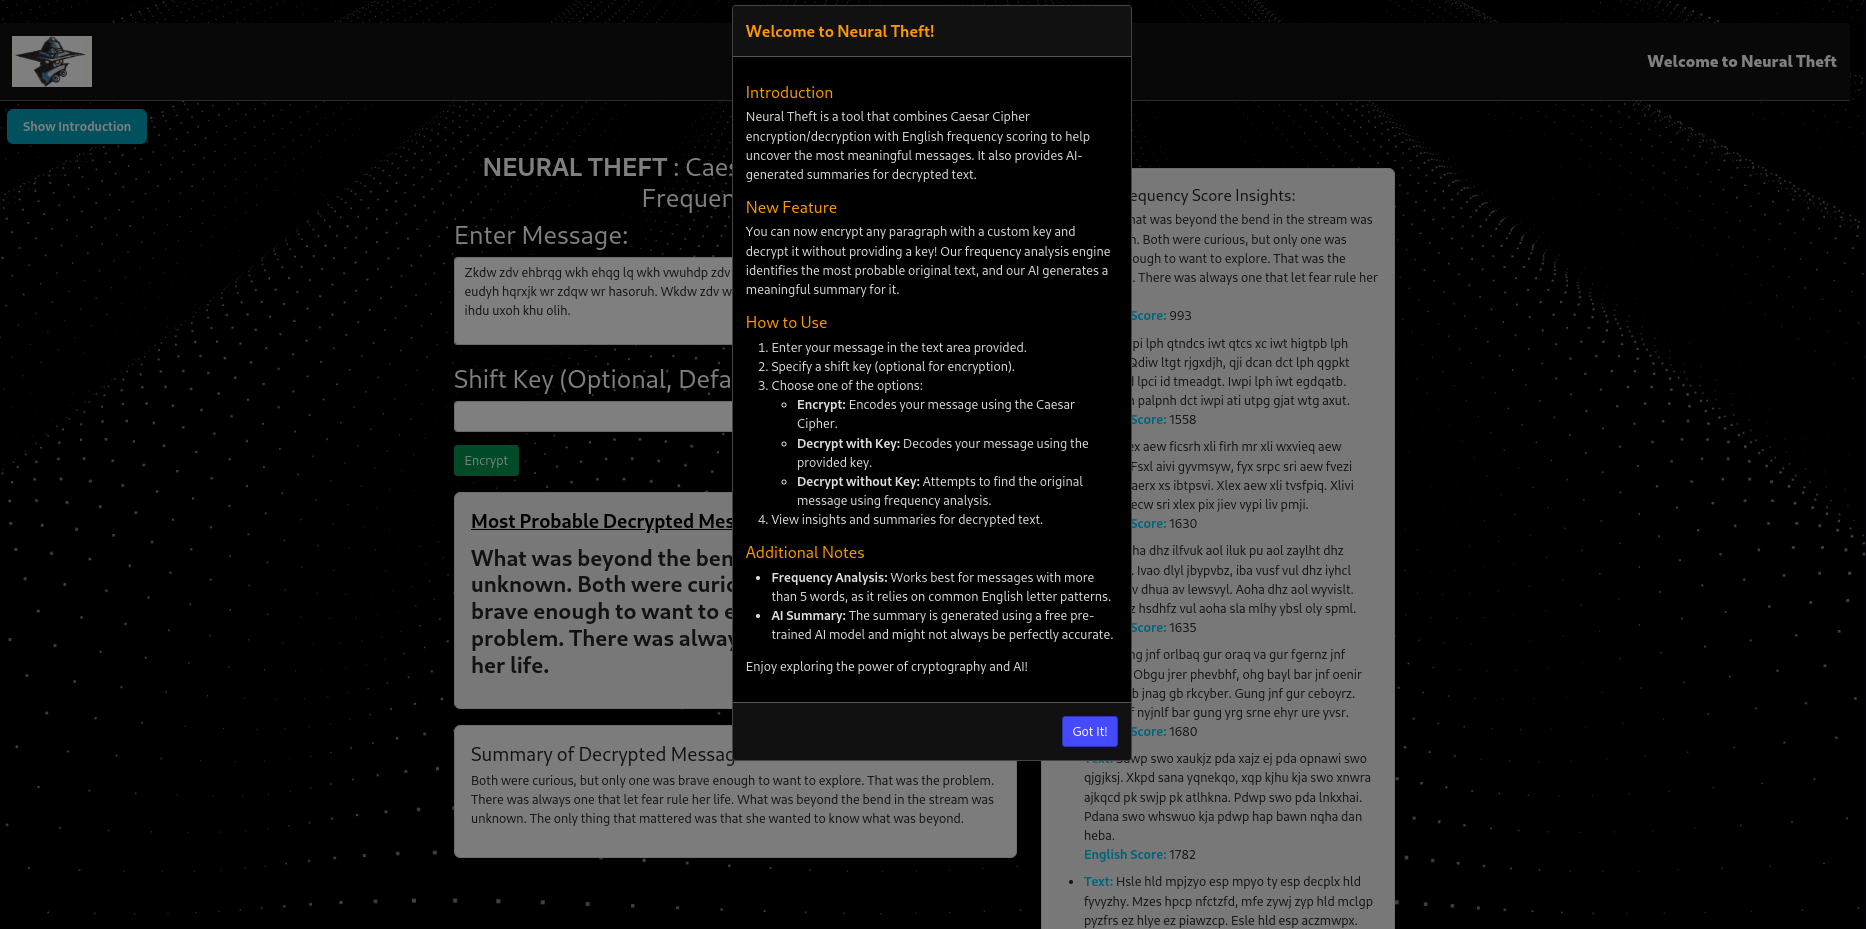 Welcome to Neural Theft
Show Introduction
NEURAL THEFT : Caes
Frequen
Enter Message:
Zkdw zdv ehbrqg wkh ehqg lq wkh vwuhdp zdv
eudyh hqrxjk wr zdqw wr hasoruh. Wkdw zdv w
ihdu uxoh khu olih.
Shift Key (Optional, Defa
Encrypt
Most Probable Decrypted Mes
What was beyond the ben
unknown. Both were curio
brave enough to want to e
problem. There was alway
her life.
Summary of Decrypted Messag
Both were curious, but only one was brave enough to want to explore. That was the problem.
There was always one that let fear rule her life. What was beyond the bend in the stream was
unknown. The only thing that mattered was that she wanted to know what was beyond.
Welcome to Neural Theft!
Introduction
Neural Theft is a tool that combines Caesar Cipher
encryption/decryption with English frequency scoring to help
uncover the most meaningful messages. It also provides AI-
generated summaries for decrypted text.
New Feature
You can now encrypt any paragraph with a custom key and
decrypt it without providing a key! Our frequency analysis engine
identifies the most probable original text, and our AI generates a
meaningful summary for it.
How to Use
1. Enter your message in the text area provided.
2. Specify a shift key (optional for encryption).
3. Choose one of the options:
Encrypt: Encodes your message using the Caesar
Cipher.
Decrypt with Key: Decodes your message using the
provided key.
Decrypt without Key: Attempts to find the original
message using frequency analysis.
4. View insights and summaries for decrypted text.
Additional Notes
Frequency Analysis: Works best for messages with more
than 5 words, as it relies on common English letter patterns.
AI Summary: The summary is generated using a free pre-
trained AI model and might not always be perfectly accurate.
Enjoy exploring the power of cryptography and AI!
Got It!
equency Score Insights:
hat was beyond the bend in the stream was
n. Both were curious, but only one was
ough to want to explore. That was the
. There was always one that let fear rule her
Score: 993
pi lph qtndcs iwt qtcs xc iwt higtpb lph
Qdiw ltgt rjgxdjh, qji dcan dct lph qgpkt
d lpci id tmeadgt. Iwpi lph iwt egdqatb.
h palpnh dct iwpi ati utpg gjat wtg axut.
Score: 1558
ex aew ficsrh xli firh mr xli wxvieq aew
Fsxl aivi gyvmsyw, fyx srpc sri aew fvezi
aerx xs ibtpsvi. Xlex aew xli tvsfpiq. Xlivi
ecw sri xlex pix jiev vypi liv pmji.
Score: 1630
ha dhz ilfvuk aol iluk pu aol zaylht dhz
. Ivao dlyl jbypvbz, iba vusf vul dhz iyhcl
v dhua av lewsvyl. Aoha dhz aol wyvislt.
z hsdhfz vul aoha sla mlhy ybsl oly spml.
Score: 1635
ng jnf orlbaq gur oraq va gur fgernz jnf
Obgu jrer phevbhf, ohg bayl bar jnf oenir
b jnag gb rkcyber. Gung jnf gur ceboyrz.
f nyjnlf bar gung yrg srne ehyr ure yvsr.
Score: 1680
Text: Sdwp swo xaukjz pda xajz ej pda opnawi swo
qjgjksj. Xkpd sana yqnekqo, xqp kjhu kja swo xnwra
ajkqcd pk swjp pk atlhkna. Pdwp swo pda lnkxhai.
Pdana swo whswuo kja pdwp hap bawn nqha dan
heba.
English Score: 1782
Text: Hsle hld mpjzyo esp mpyo ty esp decplx hld
fyvyzhy. Mzes hpcp nfctzfd, mfe zywj zyp hld mclgp
pyzfrs ez hlye ez piawzcp. Esle hld esp aczmwpx.